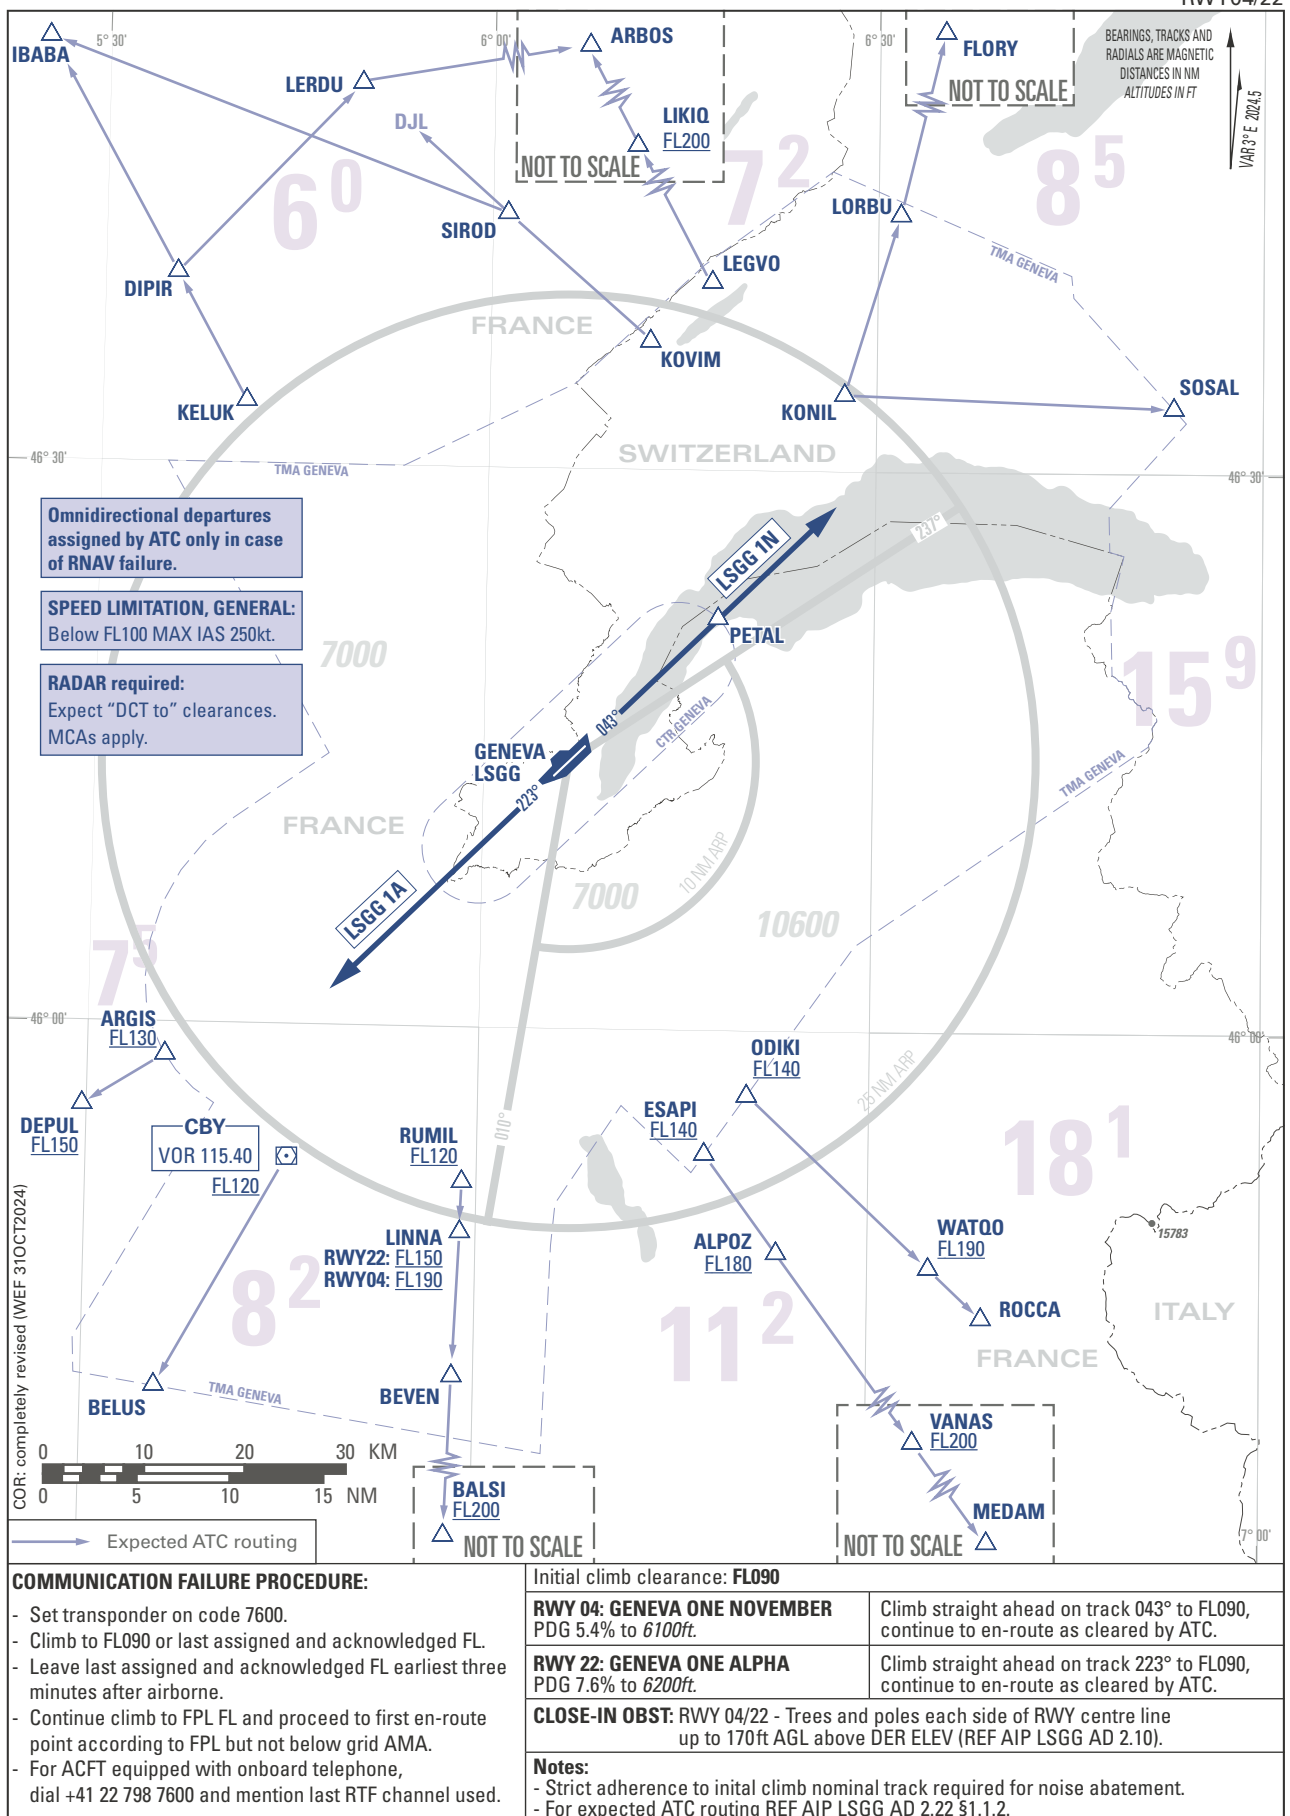 RWY 04/22
5° 30'
6° 00'
6° 30'
IBABA
LERDU
ARBOS
FLORY
BEARINGS, TRACKS AND
RADIALS ARE MAGNETIC
DISTANCES IN NM
ALTITUDES IN FT
VAR 3° E 2024.5
NOT TO SCALE
DJL
LIKIQ
FL200
NOT TO SCALE
6 0
7 2
8 5
SIROD
LORBU
DIPIR
LEGVO
TMA GENEVA
FRANCE
KOVIM
KELUK
KONIL
SOSAL
46° 30'
TMA GENEVA
SWITZERLAND
46° 30'
Omnidirectional departures
assigned by ATC only in case
of RNAV failure.
SPEED LIMITATION, GENERAL:
Below FL100 MAX IAS 250kt.
RADAR required:
Expect “DCT to” clearances.
MCAs apply.
237°
LSGG 1N
PETAL
7000
15 9
043°
CTR GENEVA
GENEVA
LSGG
223°
TMA GENEVA
FRANCE
10 NM ARP
LSGG 1A
7000
10600
7 5
46° 00'
ARGIS
FL130
46° 00'
ODIKI
FL140
25 NM ARP
DEPUL
FL150
CBY
VOR 115.40
FL120
RUMIL
FL120
010°
ESAPI
FL140
18 1
LINNA
RWY22: FL150
RWY04: FL190
ALPOZ
FL180
WATQO
FL190
15783
8 2
11 2
ROCCA
ITALY
FRANCE
BELUS
TMA GENEVA
BEVEN
VANAS
FL200
COR: completely revised (WEF 31OCT2024)
0 10 20 30 KM
0 5 10 15 NM
BALSI
FL200
NOT TO SCALE
MEDAM
NOT TO SCALE
7° 00'
Expected ATC routing
COMMUNICATION FAILURE PROCEDURE:
- Set transponder on code 7600.
- Climb to FL090 or last assigned and acknowledged FL.
- Leave last assigned and acknowledged FL earliest three
minutes after airborne.
- Continue climb to FPL FL and proceed to first en-route
point according to FPL but not below grid AMA.
- For ACFT equipped with onboard telephone,
dial +41 22 798 7600 and mention last RTF channel used.
Initial climb clearance: FL090
RWY 04: GENEVA ONE NOVEMBER
PDG 5.4% to 6100ft.
Climb straight ahead on track 043° to FL090,
continue to en-route as cleared by ATC.
RWY 22: GENEVA ONE ALPHA
PDG 7.6% to 6200ft.
Climb straight ahead on track 223° to FL090,
continue to en-route as cleared by ATC.
CLOSE-IN OBST: RWY 04/22 - Trees and poles each side of RWY centre line
up to 170ft AGL above DER ELEV (REF AIP LSGG AD 2.10).
Notes:
- Strict adherence to inital climb nominal track required for noise abatement.
- For expected ATC routing REF AIP LSGG AD 2.22 §1.1.2.